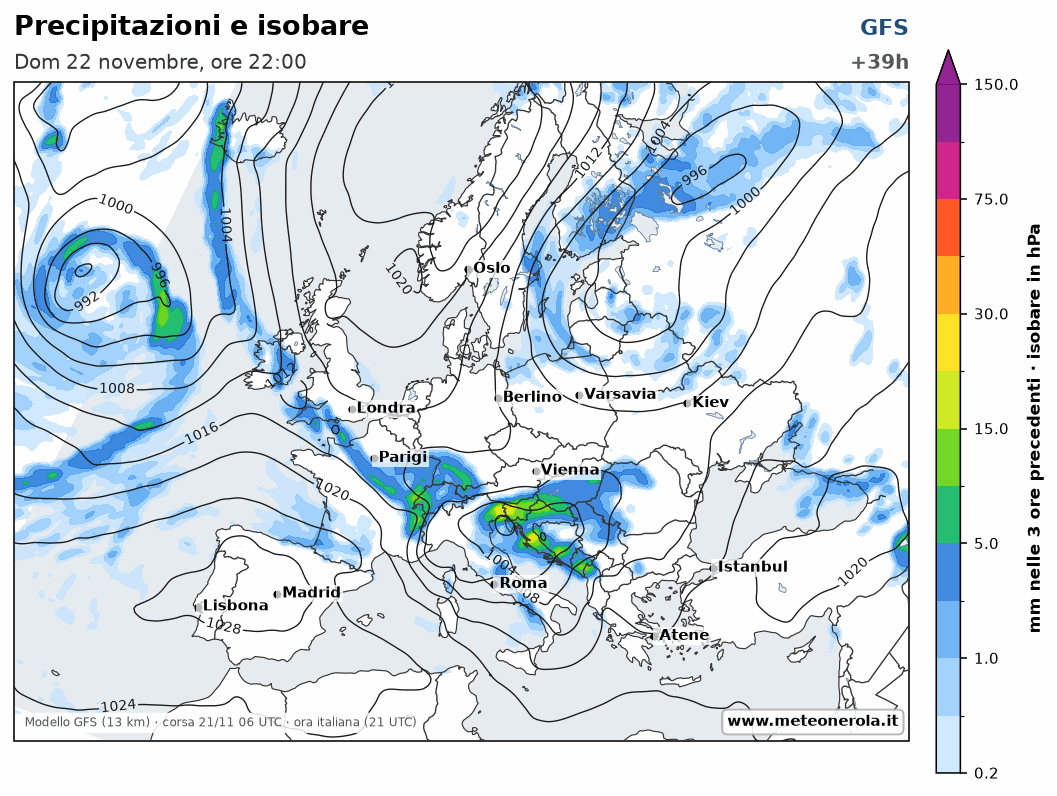 Precipitazioni e isobare
GFS
Dom 22 novembre, ore 22:00
+39h
150.0
75.0
30.0
15.0
5.0
1.0
0.2
mm nelle 3 ore precedenti · isobare in hPa
1000
1004
996
992
1008
1016
1012
1020
1020
1012
1004
996
1000
1004
08
1020
1028
1024
Oslo
Londra
Berlino
Varsavia
Kiev
Parigi
Vienna
Roma
Istanbul
Madrid
Lisbona
Atene
Modello GFS (13 km) · corsa 21/11 06 UTC · ora italiana (21 UTC)
www.meteonerola.it